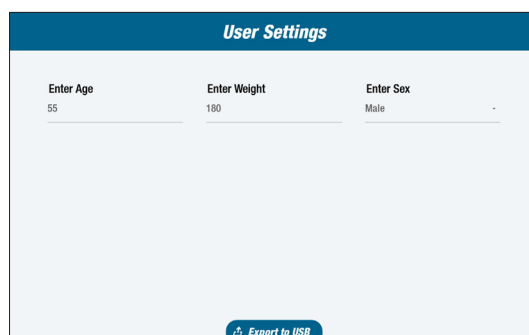 User Settings
Enter Age Enter Weight Enter Sex
55 180 Male
Export to USB